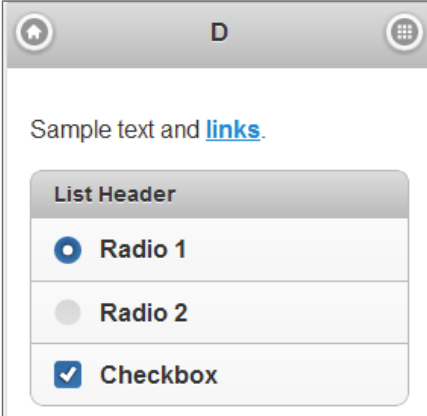 D
Sample text and links.
List Header
Radio 1
Radio 2
Checkbox